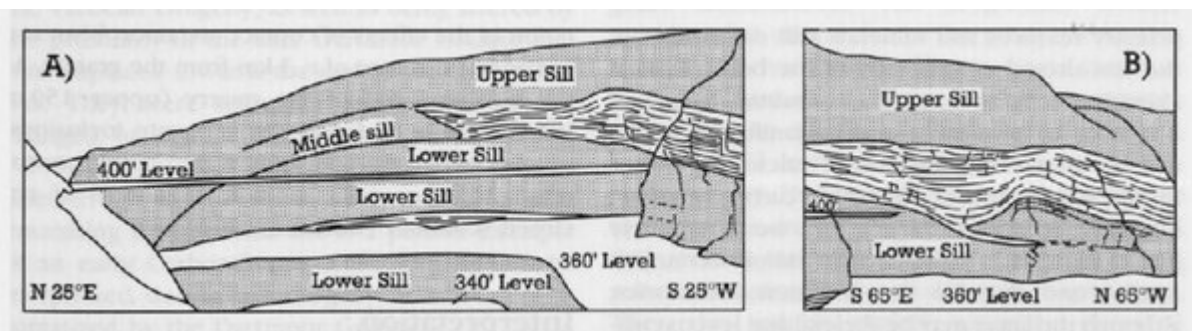 A)
Upper Sill
Middle sill
Lower Sill
400' Level
Lower Sill
360' Level
Lower Sill
340' Level
N 25°E
S 25°W
B)
Upper Sill
400'
Lower Sill
S 65°E
360' Level
N 65°W